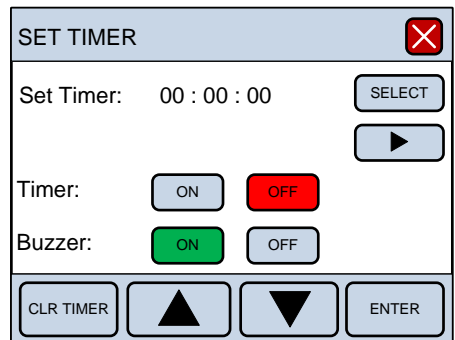 SET TIMER
Set Timer: 00 : 00 : 00 SELECT
Timer: ON OFF
Buzzer: ON OFF
CLR TIMER ENTER